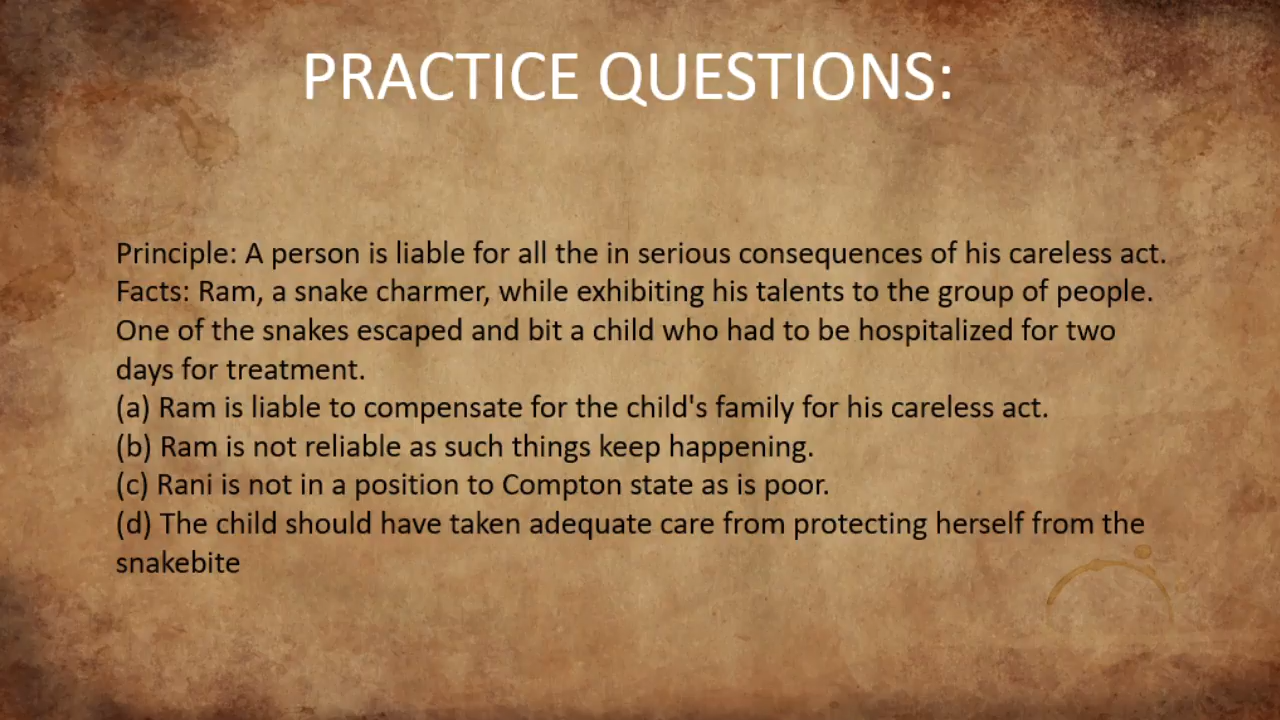 PRACTICE QUESTIONS:
Principle: A person is liable for all the in serious consequences of his careless act.
Facts: Ram, a snake charmer, while exhibiting his talents to the group of people.
One of the snakes escaped and bit a child who had to be hospitalized for two
days for treatment.
(a) Ram is liable to compensate for the child's family for his careless act.
(b) Ram is not reliable as such things keep happening.
(c) Rani is not in a position to Compton state as is poor.
(d) The child should have taken adequate care from protecting herself from the
snakebite